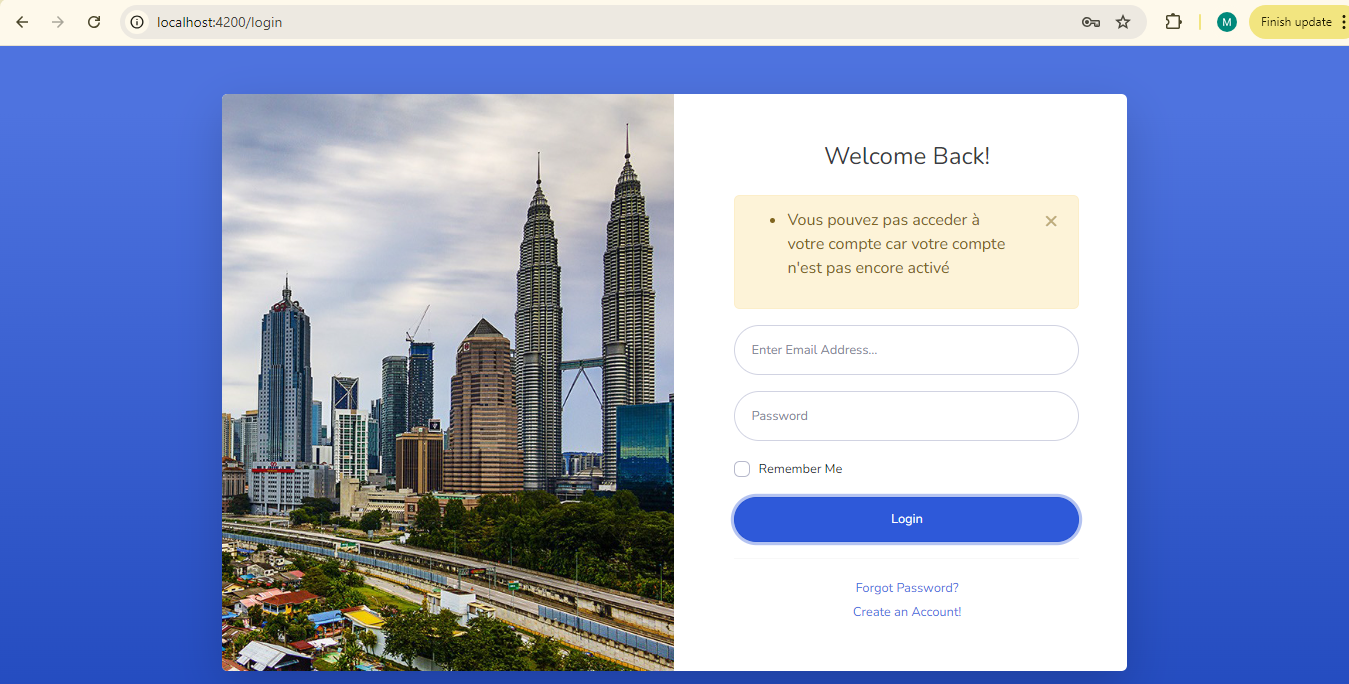 localhost:4200/login
M
Finish update
Welcome Back!
Vous pouvez pas acceder à
votre compte car votre compte
n'est pas encore activé
Enter Email Address...
Password
Remember Me
Login
Forgot Password?
Create an Account!